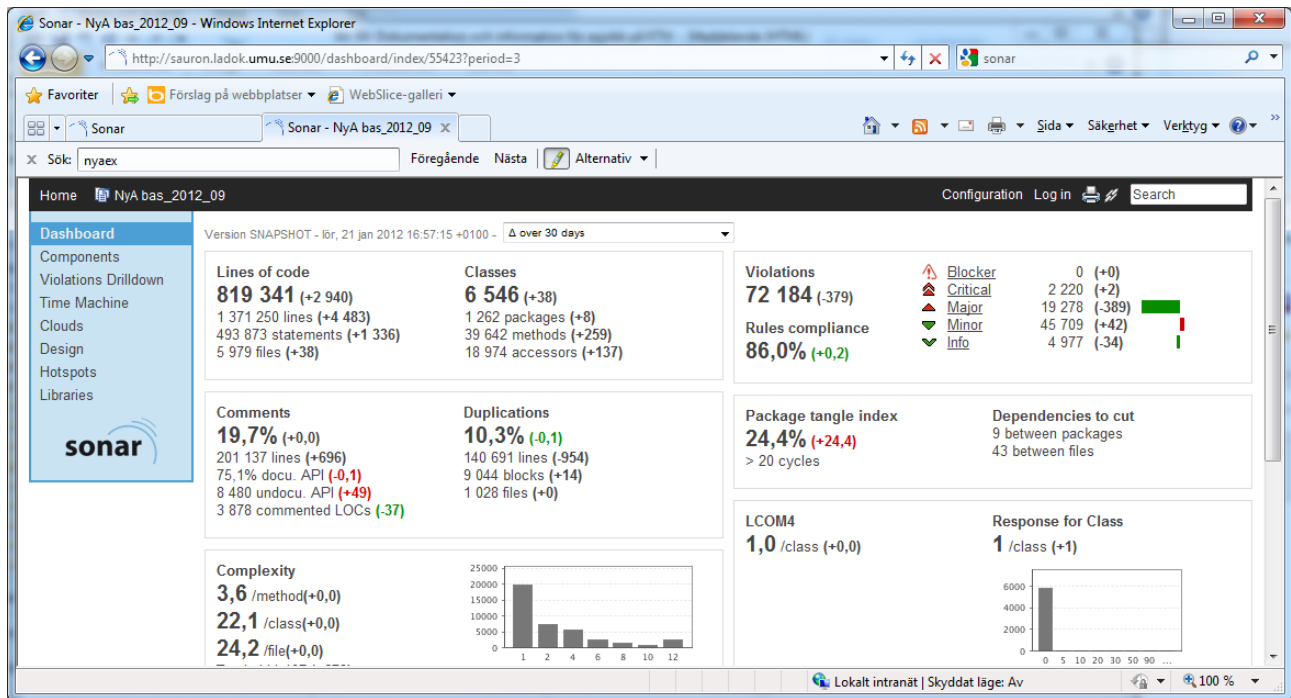 Sonar - NyA bas_2012_09 - Windows Internet Explorer
http://sauron.ladok.umu.se:9000/dashboard/index/55423?period=3
sonar
Favoriter Förslag på webbplatser WebSlice-galleri
Sonar Sonar - NyA bas_2012_09 Sida Säkerhet Verktyg
Sök: nyaex Föregående Nästa Alternativ
Home NyA bas_2012_09 Configuration Log in Search
Dashboard
Components
Violations Drilldown
Time Machine
Clouds
Design
Hotspots
Libraries
sonar
Version SNAPSHOT - lör, 21 jan 2012 16:57:15 +0100 - Δ over 30 days
Lines of code
819 341 (+2 940)
1 371 250 lines (+4 483)
493 873 statements (+1 336)
5 979 files (+38)
Classes
6 546 (+38)
1 262 packages (+8)
39 642 methods (+259)
18 974 accessors (+137)
Violations
72 184 (-379)
Rules compliance
86,0% (+0,2)
Blocker 0 (+0)
Critical 2 220 (+2)
Major 19 278 (-389)
Minor 45 709 (+42)
Info 4 977 (-34)
Comments
19,7% (+0,0)
201 137 lines (+696)
75,1% docu. API (-0,1)
8 480 undocu. API (+49)
3 878 commented LOCs (-37)
Duplications
10,3% (-0,1)
140 691 lines (-954)
9 044 blocks (+14)
1 028 files (+0)
Package tangle index
24,4% (+24,4)
> 20 cycles
Dependencies to cut
9 between packages
43 between files
LCOM4
1,0 /class (+0,0)
Response for Class
1 /class (+1)
6000
4000
2000
0
0 5 10 20 30 50 90 ...
Complexity
3,6 /method(+0,0)
22,1 /class(+0,0)
24,2 /file(+0,0)
25000
20000
15000
10000
5000
0
1 2 4 6 8 10 12
Lokalt intranät | Skyddat läge: Av 100 %